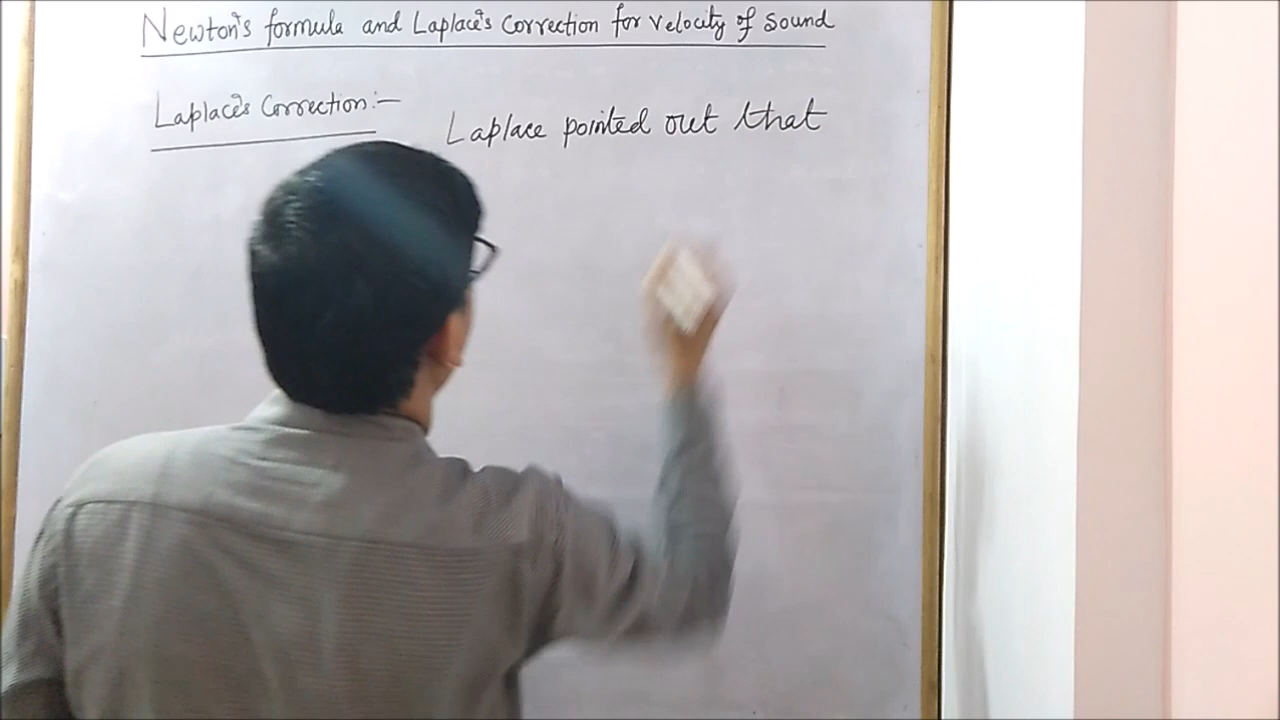 Newton's formula and Laplace's Correction for velocity of sound
Laplace's Correction:—
Laplace pointed out that